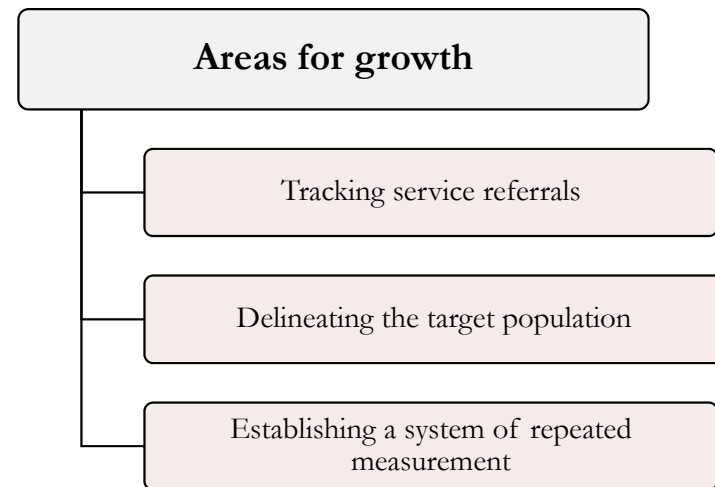 Areas for growth
Tracking service referrals
Delineating the target population
Establishing a system of repeated
measurement